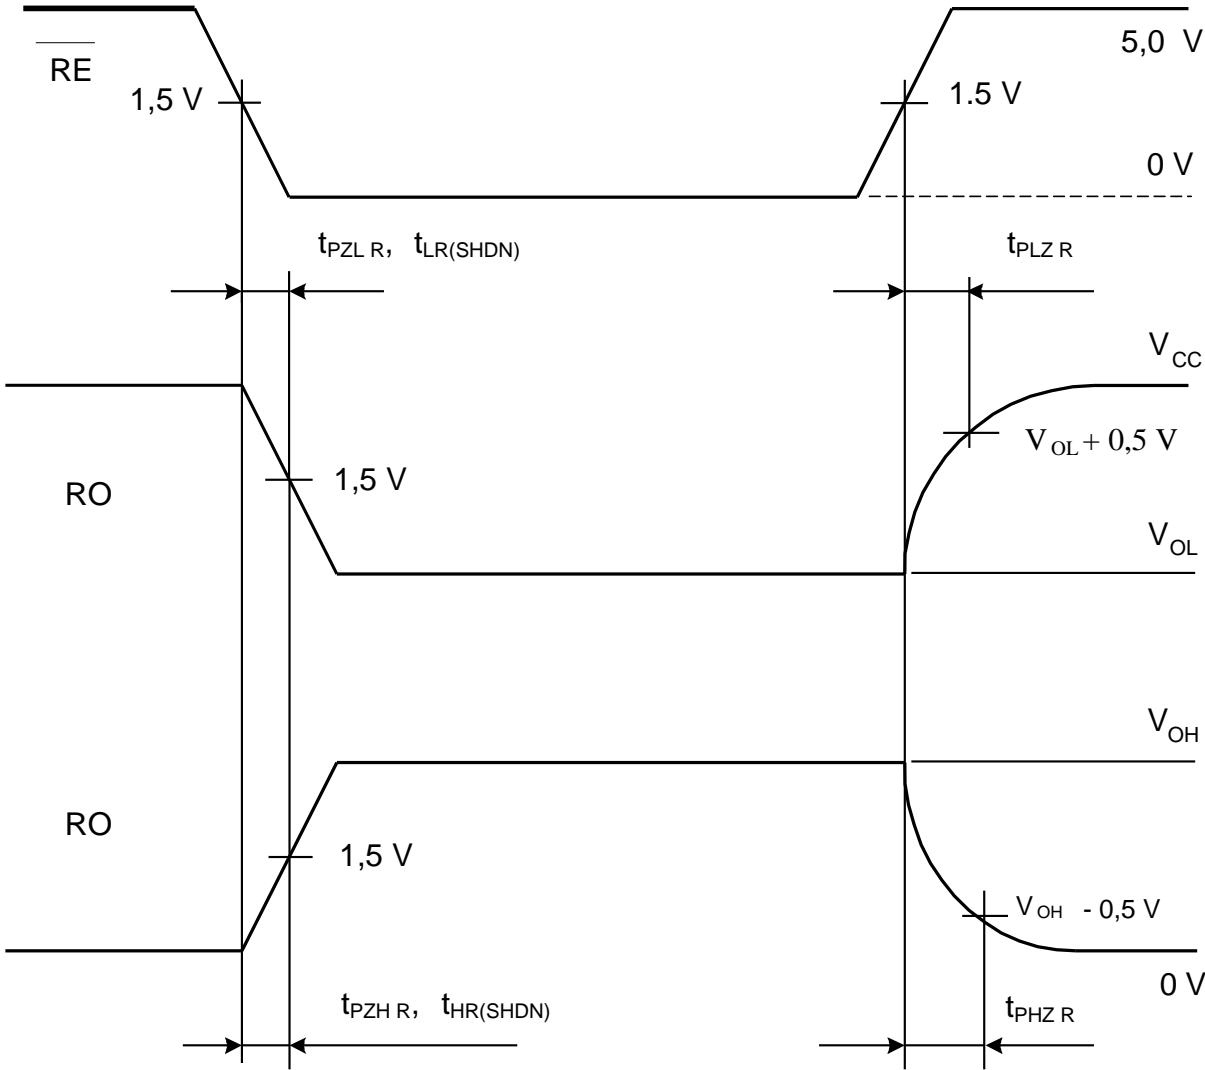 5,0 V
RE
1,5 V
1.5 V
0 V
tPZL R, tLR(SHDN)
tPLZ R
VCC
VOL + 0,5 V
1,5 V
RO
VOL
VOH
RO
1,5 V
VOH - 0,5 V
0 V
tPZH R, tHR(SHDN)
tPHZ R